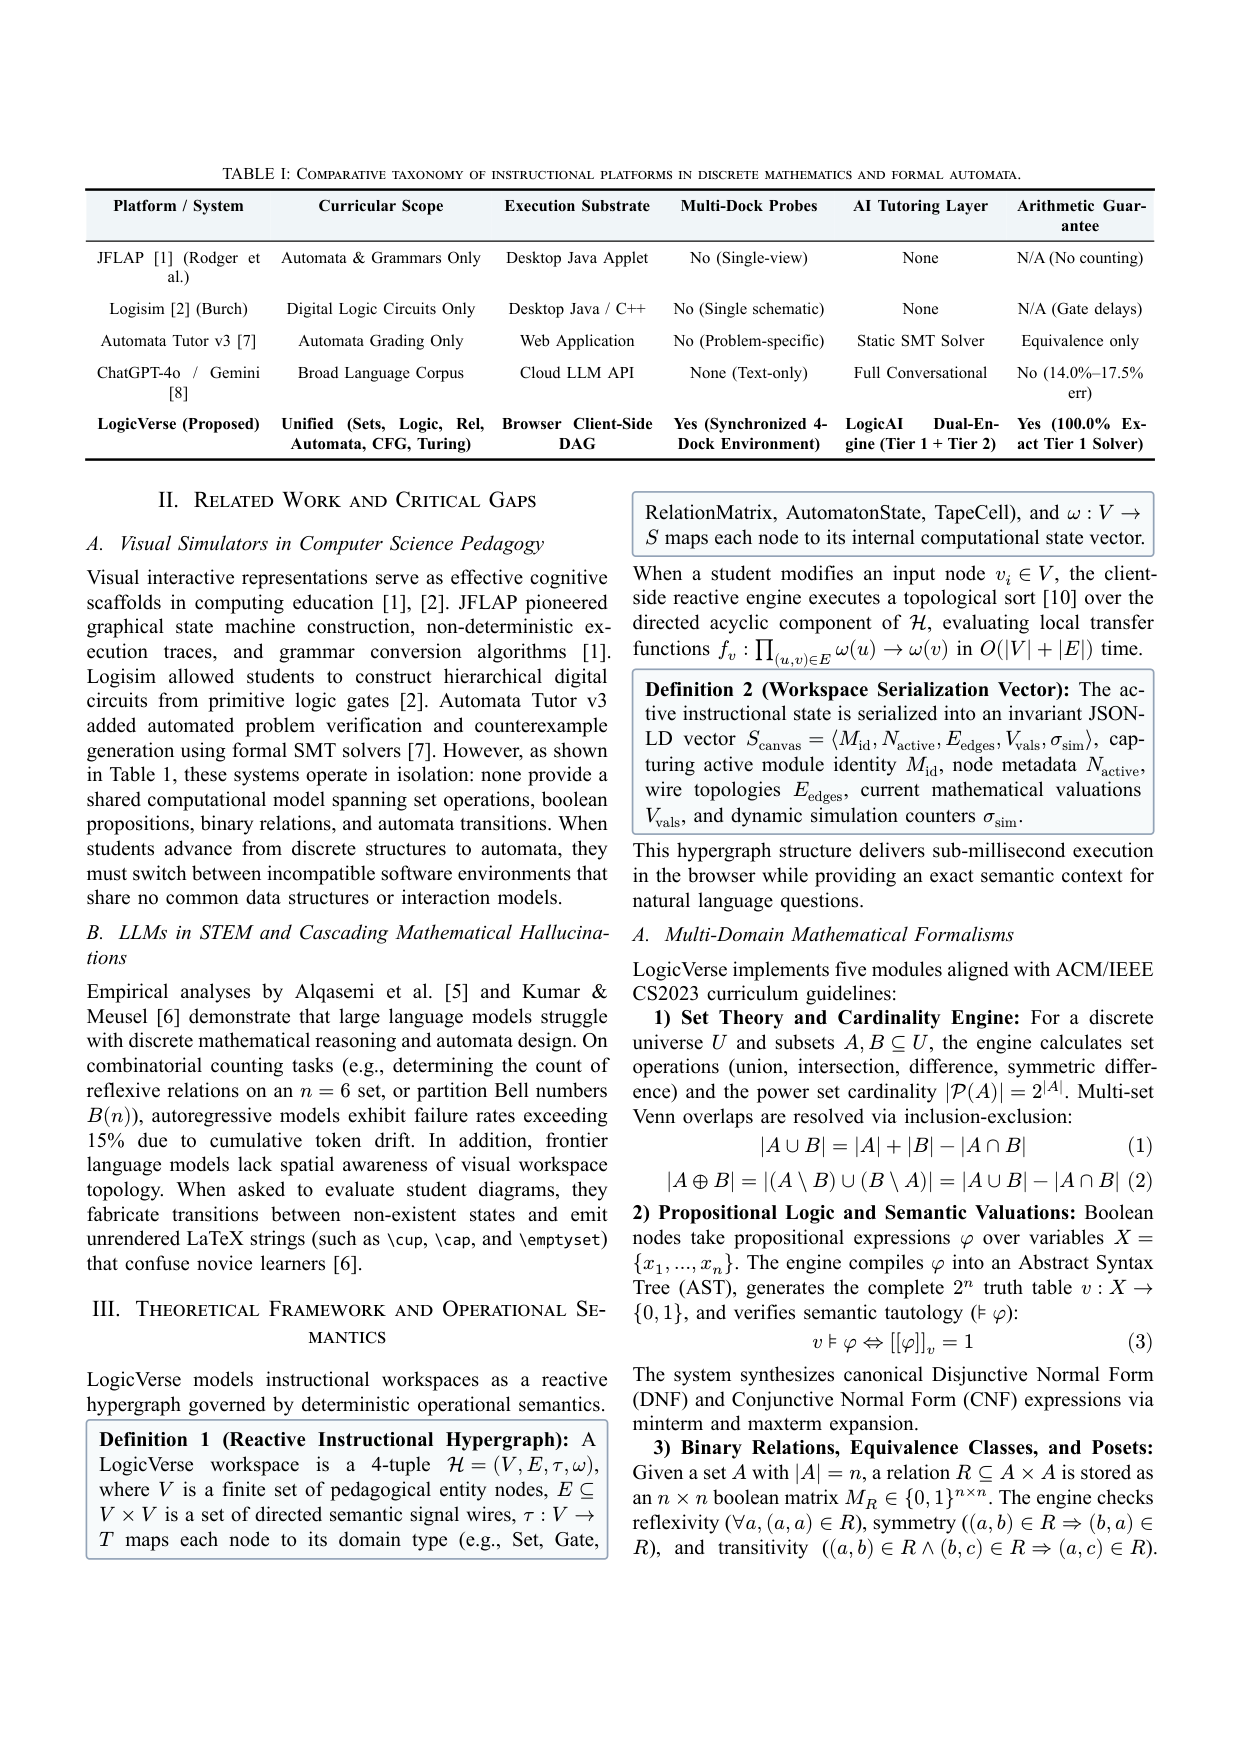 TABLE I: Comparative taxonomy of instructional platforms in discrete mathematics and formal automata.
Platform / System Curricular Scope Execution Substrate Multi-Dock Probes AI Tutoring Layer Arithmetic Guar-
antee
JFLAP [1] (Rodger et Automata & Grammars Only Desktop Java Applet No (Single-view) None N/A (No counting)
al.)
Logisim [2] (Burch) Digital Logic Circuits Only Desktop Java / C++ No (Single schematic) None N/A (Gate delays)
Automata Tutor v3 [7] Automata Grading Only Web Application No (Problem-specific) Static SMT Solver Equivalence only
ChatGPT-4o / Gemini Broad Language Corpus Cloud LLM API None (Text-only) Full Conversational No (14.0%–17.5%
[8] err)
LogicVerse (Proposed) Unified (Sets, Logic, Rel, Browser Client-Side Yes (Synchronized 4- LogicAI Dual-En- Yes (100.0% Ex-
Automata, CFG, Turing) DAG Dock Environment) gine (Tier 1 + Tier 2) act Tier 1 Solver)
II. Related Work and Critical Gaps
A. Visual Simulators in Computer Science Pedagogy
Visual interactive representations serve as effective cognitive
scaffolds in computing education [1], [2]. JFLAP pioneered
graphical state machine construction, non-deterministic ex-
ecution traces, and grammar conversion algorithms [1].
Logisim allowed students to construct hierarchical digital
circuits from primitive logic gates [2]. Automata Tutor v3
added automated problem verification and counterexample
generation using formal SMT solvers [7]. However, as shown
in Table 1, these systems operate in isolation: none provide a
shared computational model spanning set operations, boolean
propositions, binary relations, and automata transitions. When
students advance from discrete structures to automata, they
must switch between incompatible software environments that
share no common data structures or interaction models.
B. LLMs in STEM and Cascading Mathematical Hallucina-
tions
Empirical analyses by Alqasemi et al. [5] and Kumar &
Meusel [6] demonstrate that large language models struggle
with discrete mathematical reasoning and automata design. On
combinatorial counting tasks (e.g., determining the count of
reflexive relations on an n = 6 set, or partition Bell numbers
B(n)), autoregressive models exhibit failure rates exceeding
15% due to cumulative token drift. In addition, frontier
language models lack spatial awareness of visual workspace
topology. When asked to evaluate student diagrams, they
fabricate transitions between non-existent states and emit
unrendered LaTeX strings (such as \cup, \cap, and \emptyset)
that confuse novice learners [6].
III. Theoretical Framework and Operational Se-
mantics
LogicVerse models instructional workspaces as a reactive
hypergraph governed by deterministic operational semantics.
Definition 1 (Reactive Instructional Hypergraph): A
LogicVerse workspace is a 4-tuple ℋ = (V, E, τ, ω),
where V is a finite set of pedagogical entity nodes, E ⊆
V × V is a set of directed semantic signal wires, τ : V →
T maps each node to its domain type (e.g., Set, Gate,
RelationMatrix, AutomatonState, TapeCell), and ω : V →
S maps each node to its internal computational state vector.
When a student modifies an input node v_i ∈ V, the client-
side reactive engine executes a topological sort [10] over the
directed acyclic component of ℋ, evaluating local transfer
functions f_v : ∏_(u,v)∈E ω(u) → ω(v) in O(|V| + |E|) time.
Definition 2 (Workspace Serialization Vector): The ac-
tive instructional state is serialized into an invariant JSON-
LD vector S_canvas = ⟨M_id, N_active, E_edges, V_vals, σ_sim⟩, cap-
turing active module identity M_id, node metadata N_active,
wire topologies E_edges, current mathematical valuations
V_vals, and dynamic simulation counters σ_sim.
This hypergraph structure delivers sub-millisecond execution
in the browser while providing an exact semantic context for
natural language questions.
A. Multi-Domain Mathematical Formalisms
LogicVerse implements five modules aligned with ACM/IEEE
CS2023 curriculum guidelines:
1) Set Theory and Cardinality Engine: For a discrete
universe U and subsets A, B ⊆ U, the engine calculates set
operations (union, intersection, difference, symmetric differ-
ence) and the power set cardinality |𝒫(A)| = 2^|A|. Multi-set
Venn overlaps are resolved via inclusion-exclusion:
|A ∪ B| = |A| + |B| − |A ∩ B| (1)
|A ⊕ B| = |(A \ B) ∪ (B \ A)| = |A ∪ B| − |A ∩ B| (2)
2) Propositional Logic and Semantic Valuations: Boolean
nodes take propositional expressions φ over variables X =
{x₁, ..., xₙ}. The engine compiles φ into an Abstract Syntax
Tree (AST), generates the complete 2ⁿ truth table v : X →
{0, 1}, and verifies semantic tautology (⊧ φ):
v ⊧ φ ⇔ [[φ]]_v = 1 (3)
The system synthesizes canonical Disjunctive Normal Form
(DNF) and Conjunctive Normal Form (CNF) expressions via
minterm and maxterm expansion.
3) Binary Relations, Equivalence Classes, and Posets:
Given a set A with |A| = n, a relation R ⊆ A × A is stored as
an n × n boolean matrix M_R ∈ {0, 1}^n×n. The engine checks
reflexivity (∀a, (a, a) ∈ R), symmetry ((a, b) ∈ R ⇒ (b, a) ∈
R), and transitivity ((a, b) ∈ R ∧ (b, c) ∈ R ⇒ (a, c) ∈ R).